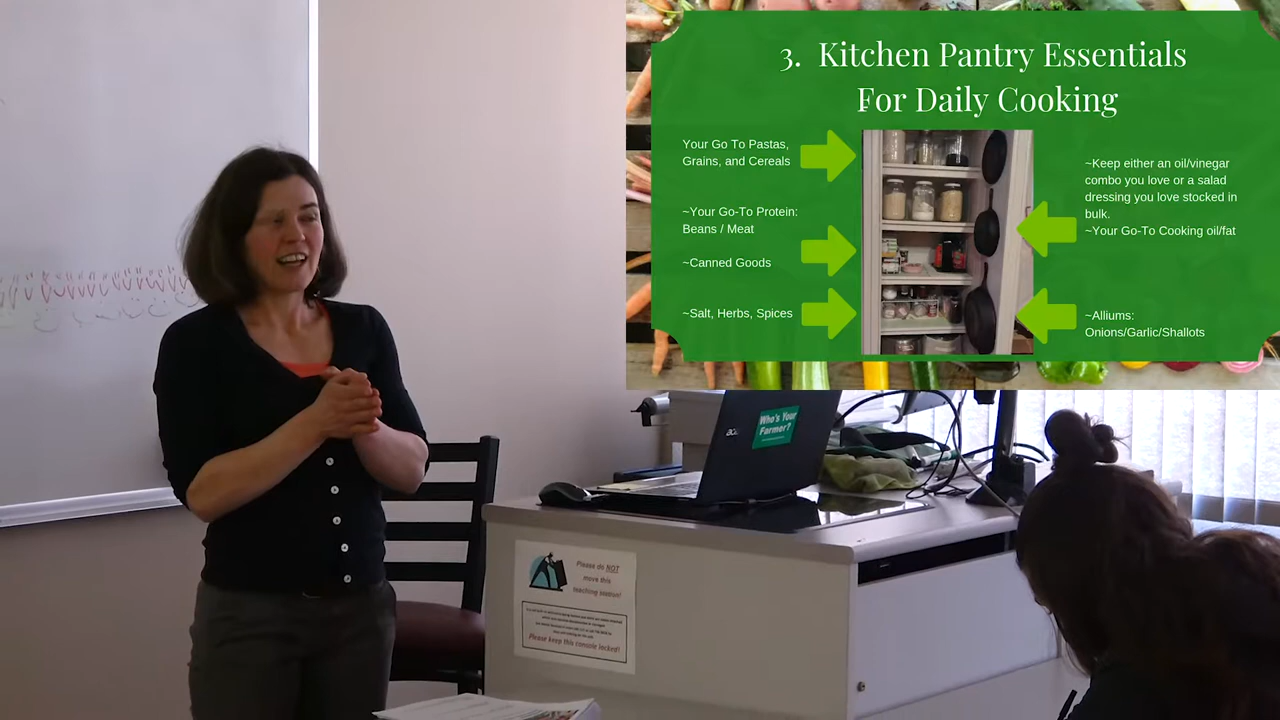 3. Kitchen Pantry Essentials
For Daily Cooking
Your Go To Pastas,
Grains, and Cereals
~Your Go-To Protein:
Beans / Meat
~Canned Goods
~Salt, Herbs, Spices
~Keep either an oil/vinegar
combo you love or a salad
dressing you love stocked in
bulk.
~Your Go-To Cooking oil/fat
~Alliums:
Onions/Garlic/Shallots
Who's Your
Farmer?
acer
Please do NOT
move this
teaching station!
Please keep this console locked!